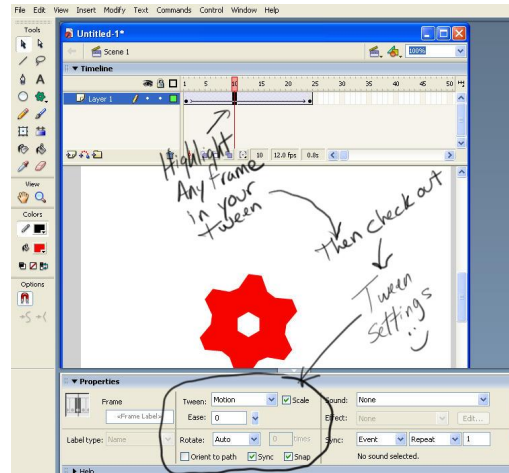 File Edit View Insert Modify Text Commands Control Window Help
Tools
Untitled-1*
Scene 1
100%
Timeline
1 5 10 15 20 25 30 35 40 45 50
Layer 1
10 12.0 fps 0.8s
Highlight
Any frame
in your
tween
then check out
Tween
settings
View
Colors
Options
Properties
Frame
<Frame Label>
Label type: Name
Tween: Motion Scale
Ease: 0
Rotate: Auto 0 times
Orient to path Sync Snap
Sound: None
Effect: None Edit...
Sync: Event Repeat 1
No sound selected.
Help